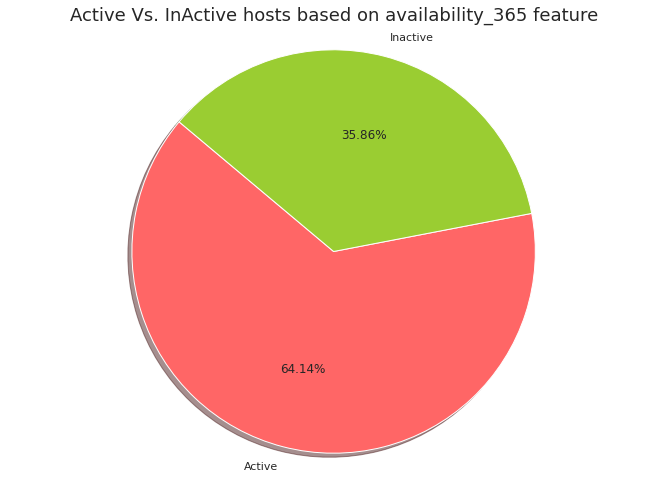 Active Vs. InActive hosts based on availability_365 feature
Inactive
35.86%
64.14%
Active